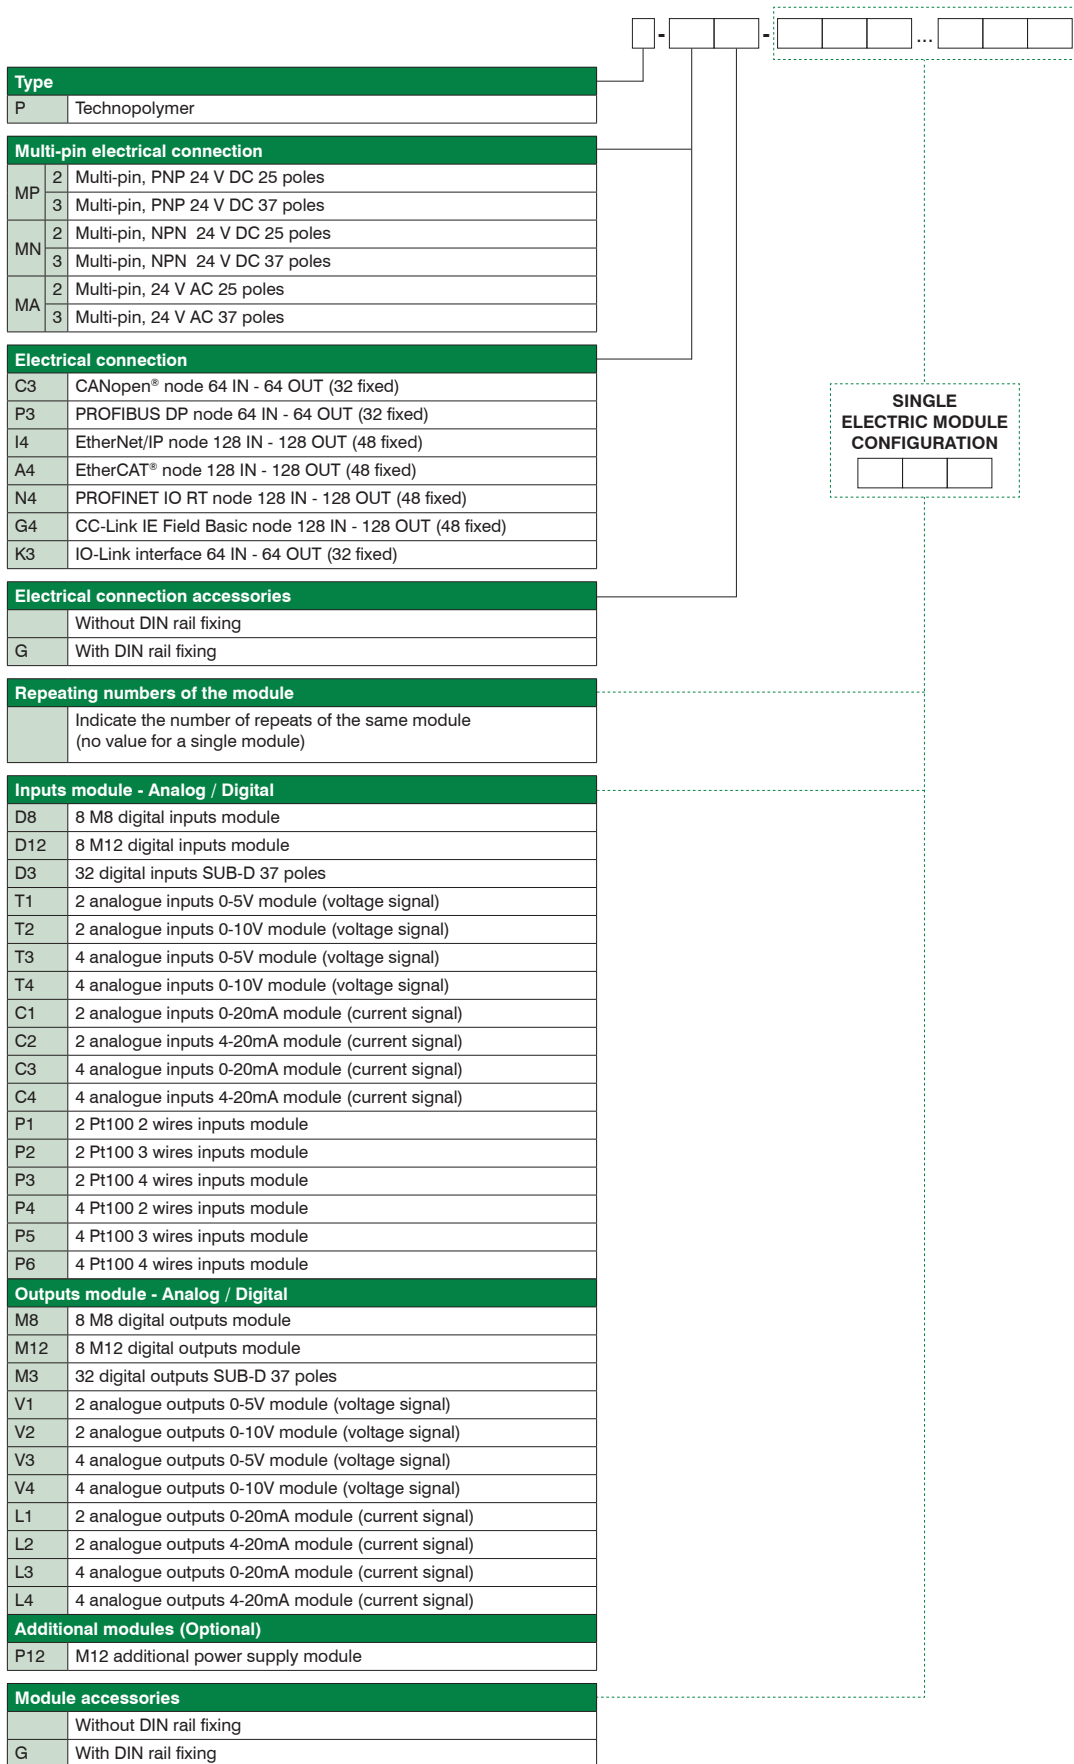 - - ...
Type
P Technopolymer
Multi-pin electrical connection
MP 2 Multi-pin, PNP 24 V DC 25 poles
3 Multi-pin, PNP 24 V DC 37 poles
MN 2 Multi-pin, NPN 24 V DC 25 poles
3 Multi-pin, NPN 24 V DC 37 poles
MA 2 Multi-pin, 24 V AC 25 poles
3 Multi-pin, 24 V AC 37 poles
Electrical connection
C3 CANopen® node 64 IN - 64 OUT (32 fixed)
P3 PROFIBUS DP node 64 IN - 64 OUT (32 fixed)
I4 EtherNet/IP node 128 IN - 128 OUT (48 fixed)
A4 EtherCAT® node 128 IN - 128 OUT (48 fixed)
N4 PROFINET IO RT node 128 IN - 128 OUT (48 fixed)
G4 CC-Link IE Field Basic node 128 IN - 128 OUT (48 fixed)
K3 IO-Link interface 64 IN - 64 OUT (32 fixed)
SINGLE
ELECTRIC MODULE
CONFIGURATION
Electrical connection accessories
Without DIN rail fixing
G With DIN rail fixing
Repeating numbers of the module
Indicate the number of repeats of the same module
(no value for a single module)
Inputs module - Analog / Digital
D8 8 M8 digital inputs module
D12 8 M12 digital inputs module
D3 32 digital inputs SUB-D 37 poles
T1 2 analogue inputs 0-5V module (voltage signal)
T2 2 analogue inputs 0-10V module (voltage signal)
T3 4 analogue inputs 0-5V module (voltage signal)
T4 4 analogue inputs 0-10V module (voltage signal)
C1 2 analogue inputs 0-20mA module (current signal)
C2 2 analogue inputs 4-20mA module (current signal)
C3 4 analogue inputs 0-20mA module (current signal)
C4 4 analogue inputs 4-20mA module (current signal)
P1 2 Pt100 2 wires inputs module
P2 2 Pt100 3 wires inputs module
P3 2 Pt100 4 wires inputs module
P4 4 Pt100 2 wires inputs module
P5 4 Pt100 3 wires inputs module
P6 4 Pt100 4 wires inputs module
Outputs module - Analog / Digital
M8 8 M8 digital outputs module
M12 8 M12 digital outputs module
M3 32 digital outputs SUB-D 37 poles
V1 2 analogue outputs 0-5V module (voltage signal)
V2 2 analogue outputs 0-10V module (voltage signal)
V3 4 analogue outputs 0-5V module (voltage signal)
V4 4 analogue outputs 0-10V module (voltage signal)
L1 2 analogue outputs 0-20mA module (current signal)
L2 2 analogue outputs 4-20mA module (current signal)
L3 4 analogue outputs 0-20mA module (current signal)
L4 4 analogue outputs 4-20mA module (current signal)
Additional modules (Optional)
P12 M12 additional power supply module
Module accessories
Without DIN rail fixing
G With DIN rail fixing